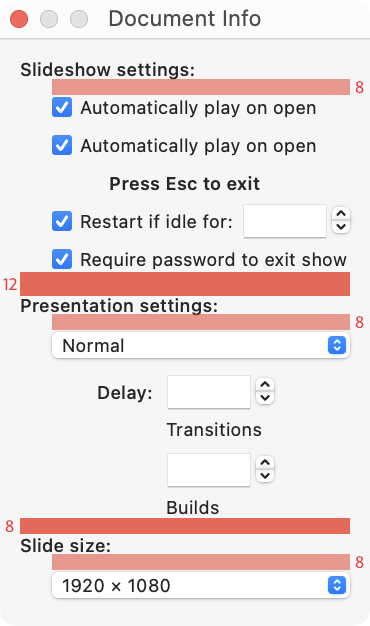 Document Info
Slideshow settings:
8
Automatically play on open
Automatically play on open
Press Esc to exit
Restart if idle for:
Require password to exit show
12
Presentation settings:
8
Normal
Delay:
Transitions
Builds
8
Slide size:
8
1920 × 1080